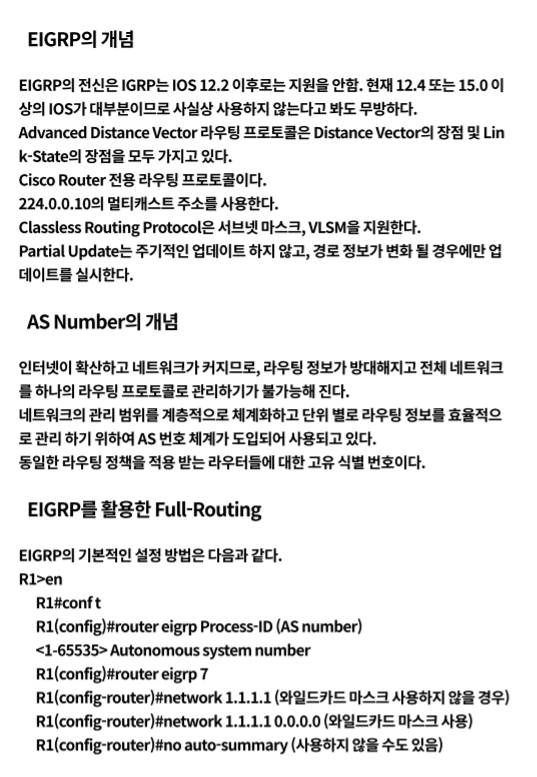 EIGRP의 개념
EIGRP의 전신은 IGRP는 IOS 12.2 이후로는 지원을 안함. 현재 12.4 또는 15.0 이
상의 IOS가 대부분이므로 사실상 사용하지 않는다고 봐도 무방하다.
Advanced Distance Vector 라우팅 프로토콜은 Distance Vector의 장점 및 Lin
k-State의 장점을 모두 가지고 있다.
Cisco Router 전용 라우팅 프로토콜이다.
224.0.0.10의 멀티캐스트 주소를 사용한다.
Classless Routing Protocol은 서브넷 마스크, VLSM을 지원한다.
Partial Update는 주기적인 업데이트 하지 않고, 경로 정보가 변화 될 경우에만 업
데이트를 실시한다.
AS Number의 개념
인터넷이 확산하고 네트워크가 커지므로, 라우팅 정보가 방대해지고 전체 네트워크
를 하나의 라우팅 프로토콜로 관리하기가 불가능해 진다.
네트워크의 관리 범위를 계층적으로 체계화하고 단위 별로 라우팅 정보를 효율적으
로 관리 하기 위하여 AS 번호 체계가 도입되어 사용되고 있다.
동일한 라우팅 정책을 적용 받는 라우터들에 대한 고유 식별 번호이다.
EIGRP를 활용한 Full-Routing
EIGRP의 기본적인 설정 방법은 다음과 같다.
R1>en
R1#conf t
R1(config)#router eigrp Process-ID (AS number)
<1-65535> Autonomous system number
R1(config)#router eigrp 7
R1(config-router)#network 1.1.1.1 (와일드카드 마스크 사용하지 않을 경우)
R1(config-router)#network 1.1.1.1 0.0.0.0 (와일드카드 마스크 사용)
R1(config-router)#no auto-summary (사용하지 않을 수도 있음)